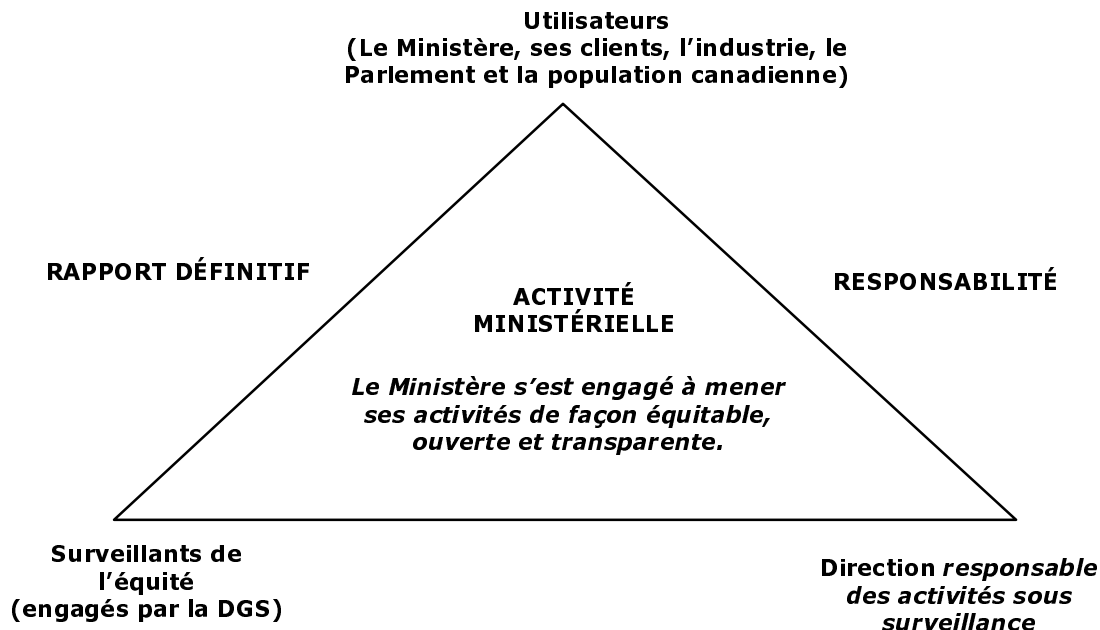 Utilisateurs
(Le Ministère, ses clients, l’industrie, le
Parlement et la population canadienne)
RAPPORT DÉFINITIF
RESPONSABILITÉ
ACTIVITÉ
MINISTÉRIELLE
Le Ministère s’est engagé à mener
ses activités de façon équitable,
ouverte et transparente.
Surveillants de
l’équité
(engagés par la DGS)
Direction responsable
des activités sous
surveillance